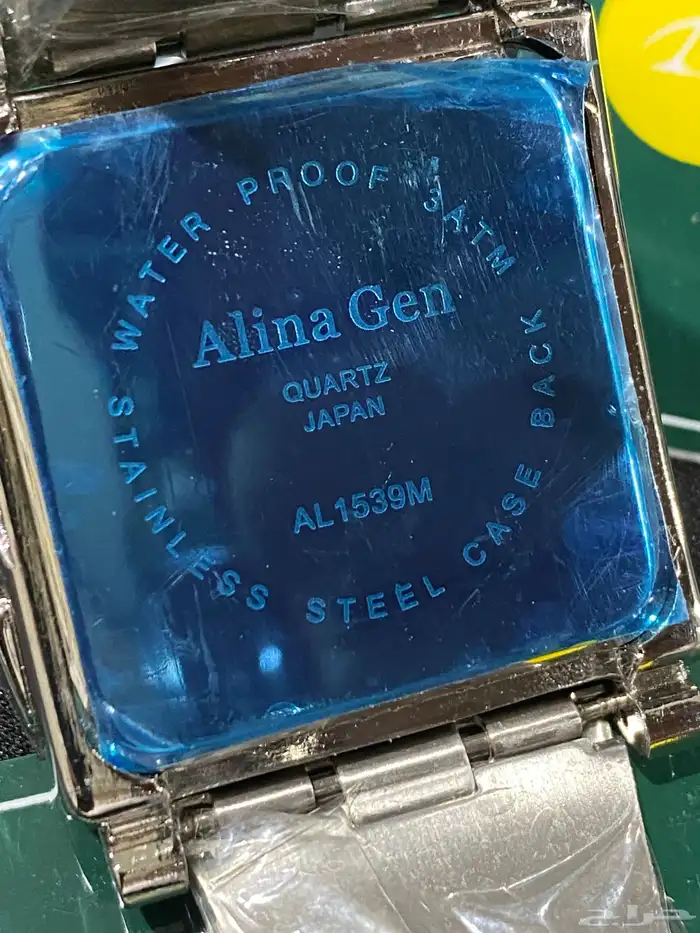 WATER PROOF 3ATM
Alina Gen
QUARTZ
JAPAN
AL1539M
STAINLESS STEEL CASE BACK
حراج